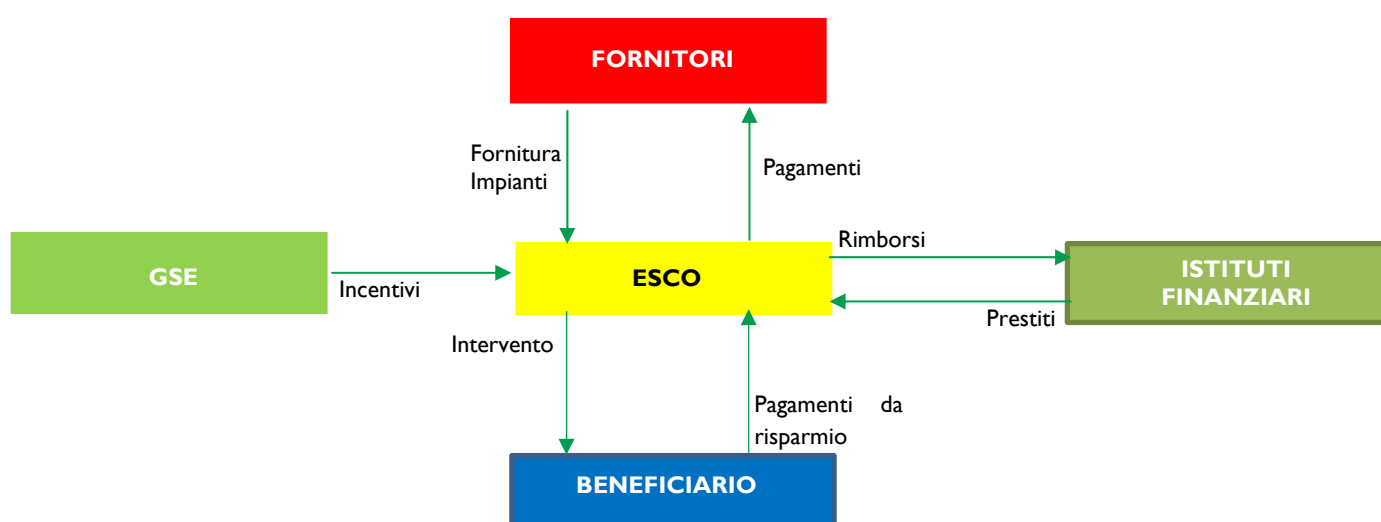 FORNITORI
Fornitura
Impianti
Pagamenti
Rimborsi
GSE
Incentivi
ESCO
ISTITUTI
FINANZIARI
Prestiti
Intervento
Pagamenti da
risparmio
BENEFICIARIO